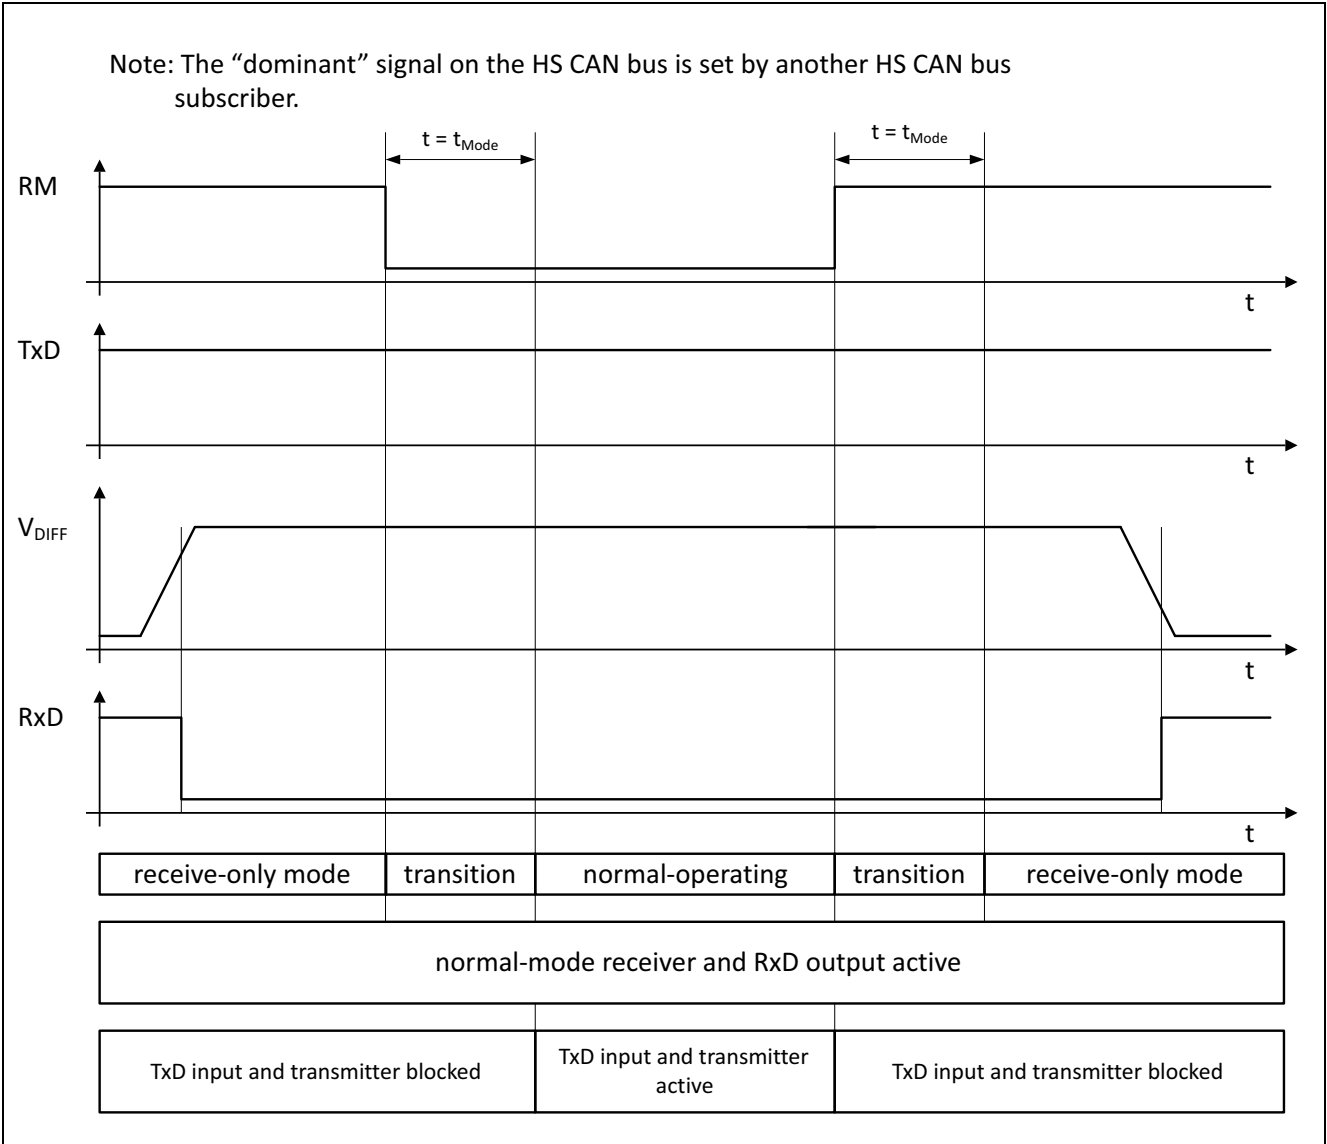 Note: The “dominant” signal on the HS CAN bus is set by another HS CAN bus
subscriber.
t = tMode
t = tMode
RM
t
TxD
t
VDIFF
t
RxD
t
receive-only mode
transition
normal-operating
transition
receive-only mode
normal-mode receiver and RxD output active
TxD input and transmitter blocked
TxD input and transmitter
active
TxD input and transmitter blocked